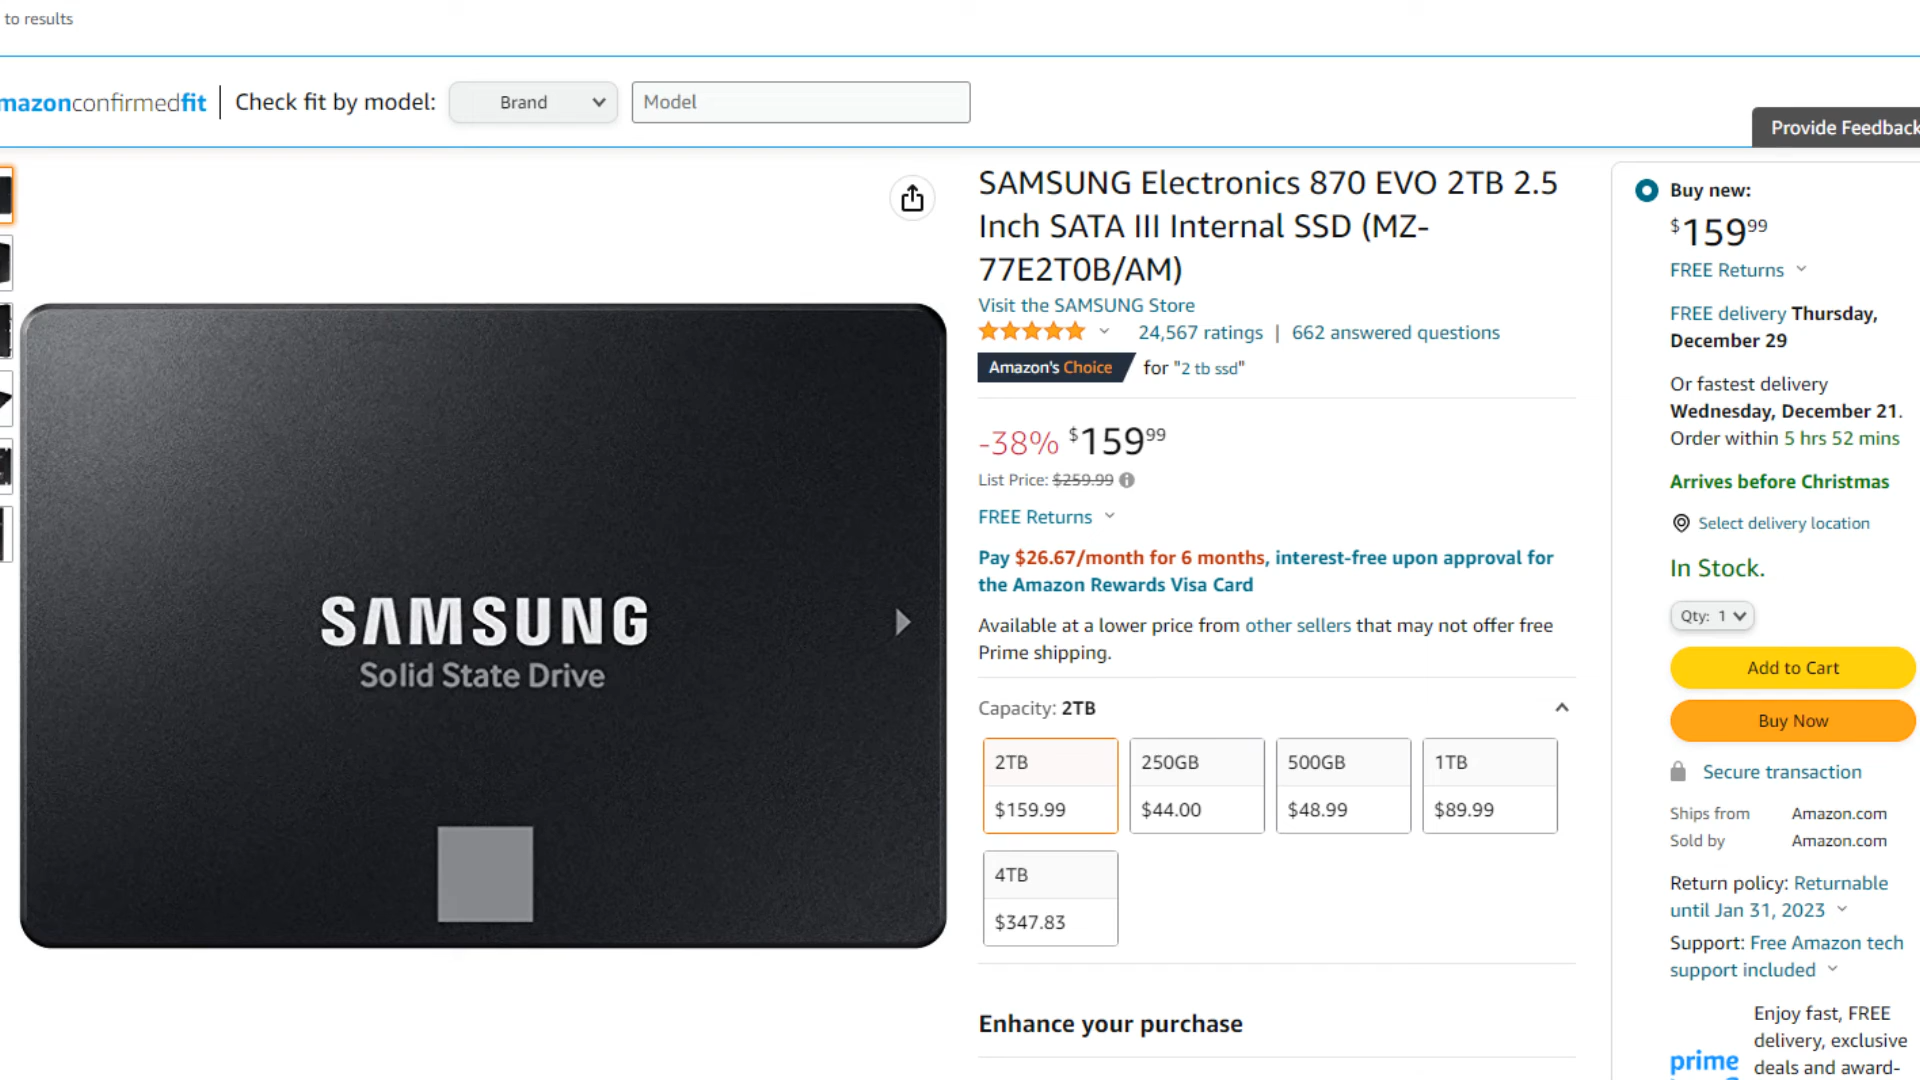 to results
mazonconfirmedfit
Check fit by model:
Brand
Model
Provide Feedback
SAMSUNG
Solid State Drive
SAMSUNG Electronics 870 EVO 2TB 2.5
Inch SATA III Internal SSD (MZ-
77E2T0B/AM)
Visit the SAMSUNG Store
24,567 ratings | 662 answered questions
Amazon's Choice for "2 tb ssd"
-38% $159.99
List Price: $259.99
FREE Returns
Pay $26.67/month for 6 months, interest-free upon approval for
the Amazon Rewards Visa Card
Available at a lower price from other sellers that may not offer free
Prime shipping.
Capacity: 2TB
2TB
$159.99
250GB
$44.00
500GB
$48.99
1TB
$89.99
4TB
$347.83
Enhance your purchase
Buy new:
$159.99
FREE Returns
FREE delivery Thursday,
December 29
Or fastest delivery
Wednesday, December 21.
Order within 5 hrs 52 mins
Arrives before Christmas
Select delivery location
In Stock.
Qty: 1
Add to Cart
Buy Now
Secure transaction
Ships from Amazon.com
Sold by Amazon.com
Return policy: Returnable
until Jan 31, 2023
Support: Free Amazon tech
support included
prime
Enjoy fast, FREE
delivery, exclusive
deals and award-